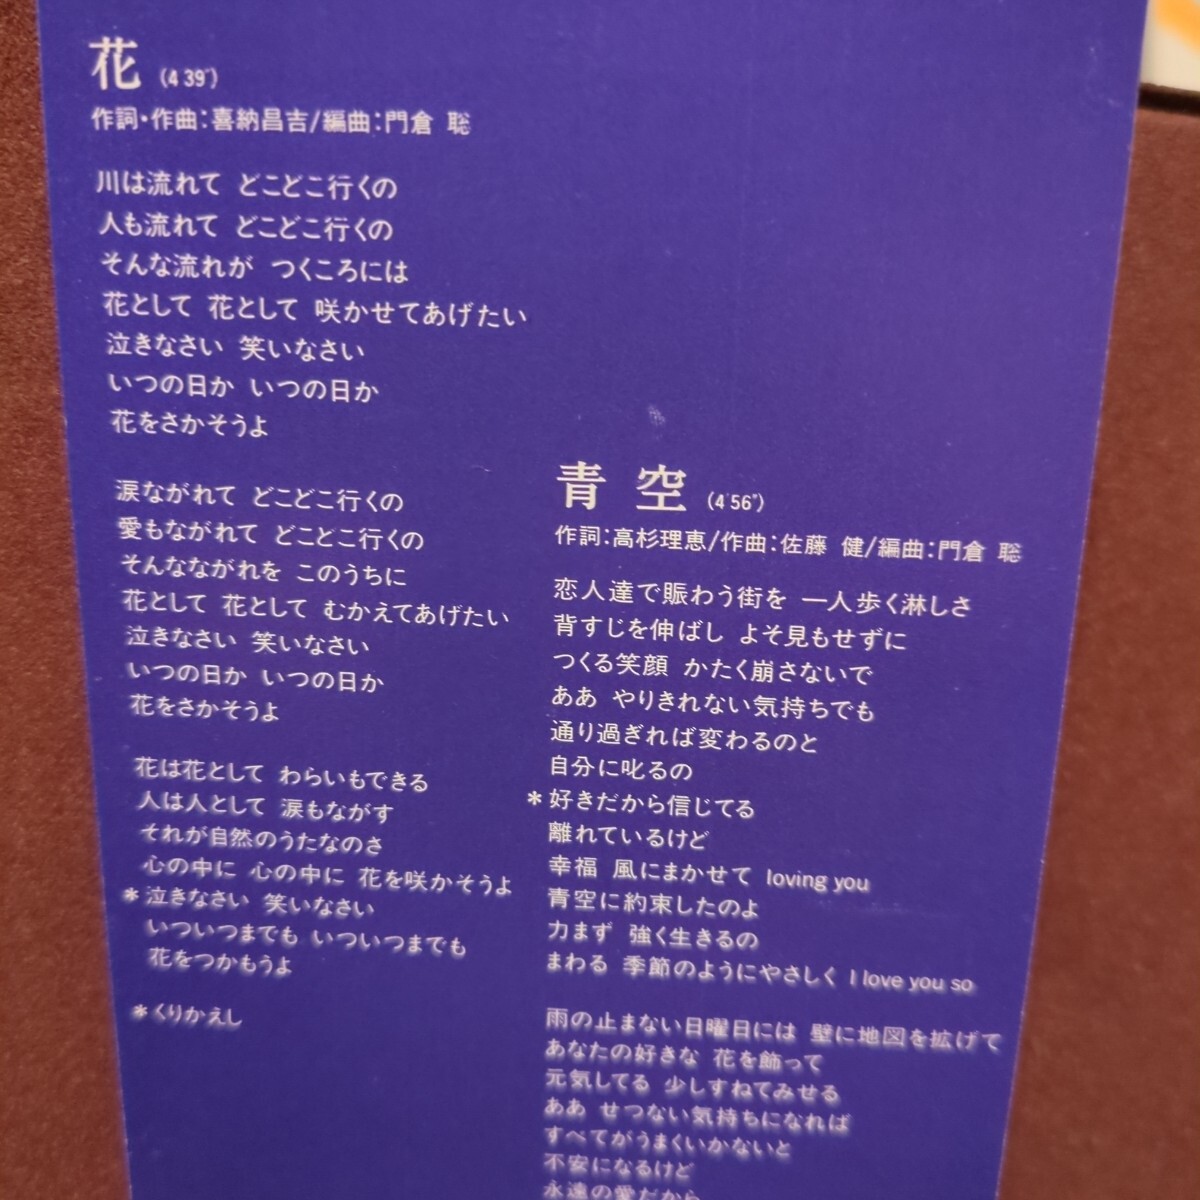 花 (4'39")
作詞・作曲:喜納昌吉/編曲:門倉 聡
川は流れて どこどこ行くの
人も流れて どこどこ行くの
そんな流れが つくころには
花として 花として 咲かせてあげたい
泣きなさい 笑いなさい
いつの日か いつの日か
花をさかそうよ
涙ながれて どこどこ行くの
愛もながれて どこどこ行くの
そんなながれを このうちに
花として 花として むかえてあげたい
泣きなさい 笑いなさい
いつの日か いつの日か
花をさかそうよ
花は花として わらいもできる
人は人として 涙もながす
それが自然のうたなのさ
心の中に 心の中に 花を咲かそうよ
*泣きなさい 笑いなさい
いついつまでも いついつまでも
花をつかもうよ
*くりかえし
青空 (4'56")
作詞:高杉理恵/作曲:佐藤 健/編曲:門倉 聡
恋人達で賑わう街を 一人歩く淋しさ
背すじを伸ばし よそ見もせずに
つくる笑顔 かたく崩さないで
ああ やりきれない気持ちでも
通り過ぎれば変わるのと
自分に叱るの
*好きだから信じてる
離れているけど
幸福 風にまかせて loving you
青空に約束したのよ
力まず 強く生きるの
まわる 季節のようにやさしく I love you so
雨の止まない日曜日には 壁に地図を拡げて
あなたの好きな 花を飾って
元気してる 少しすねてみせる
ああ せつない気持ちになれば
すべてがうまくいかないと
不安になるけど
永遠の愛だから